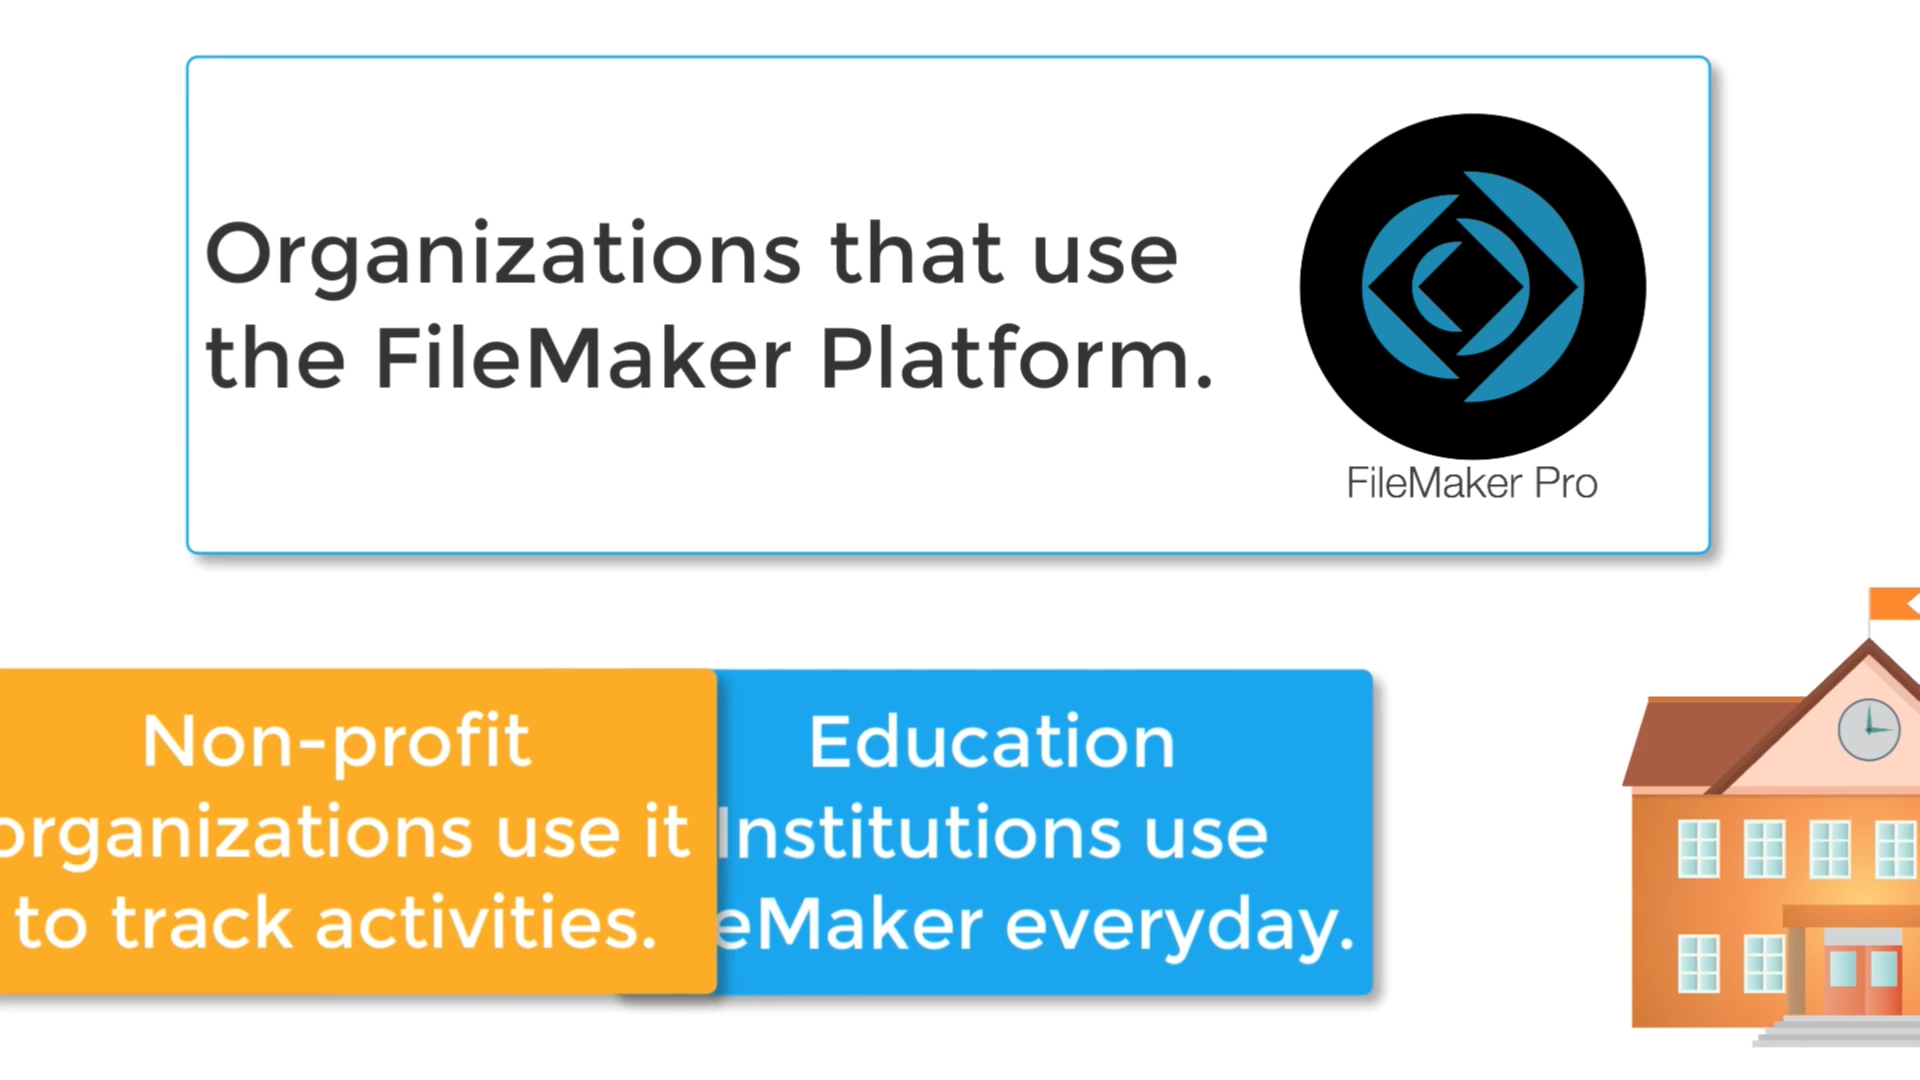 Organizations that use
the FileMaker Platform.
FileMaker Pro
Non-profit
organizations use it
to track activities.
Education
Institutions use
eMaker everyday.